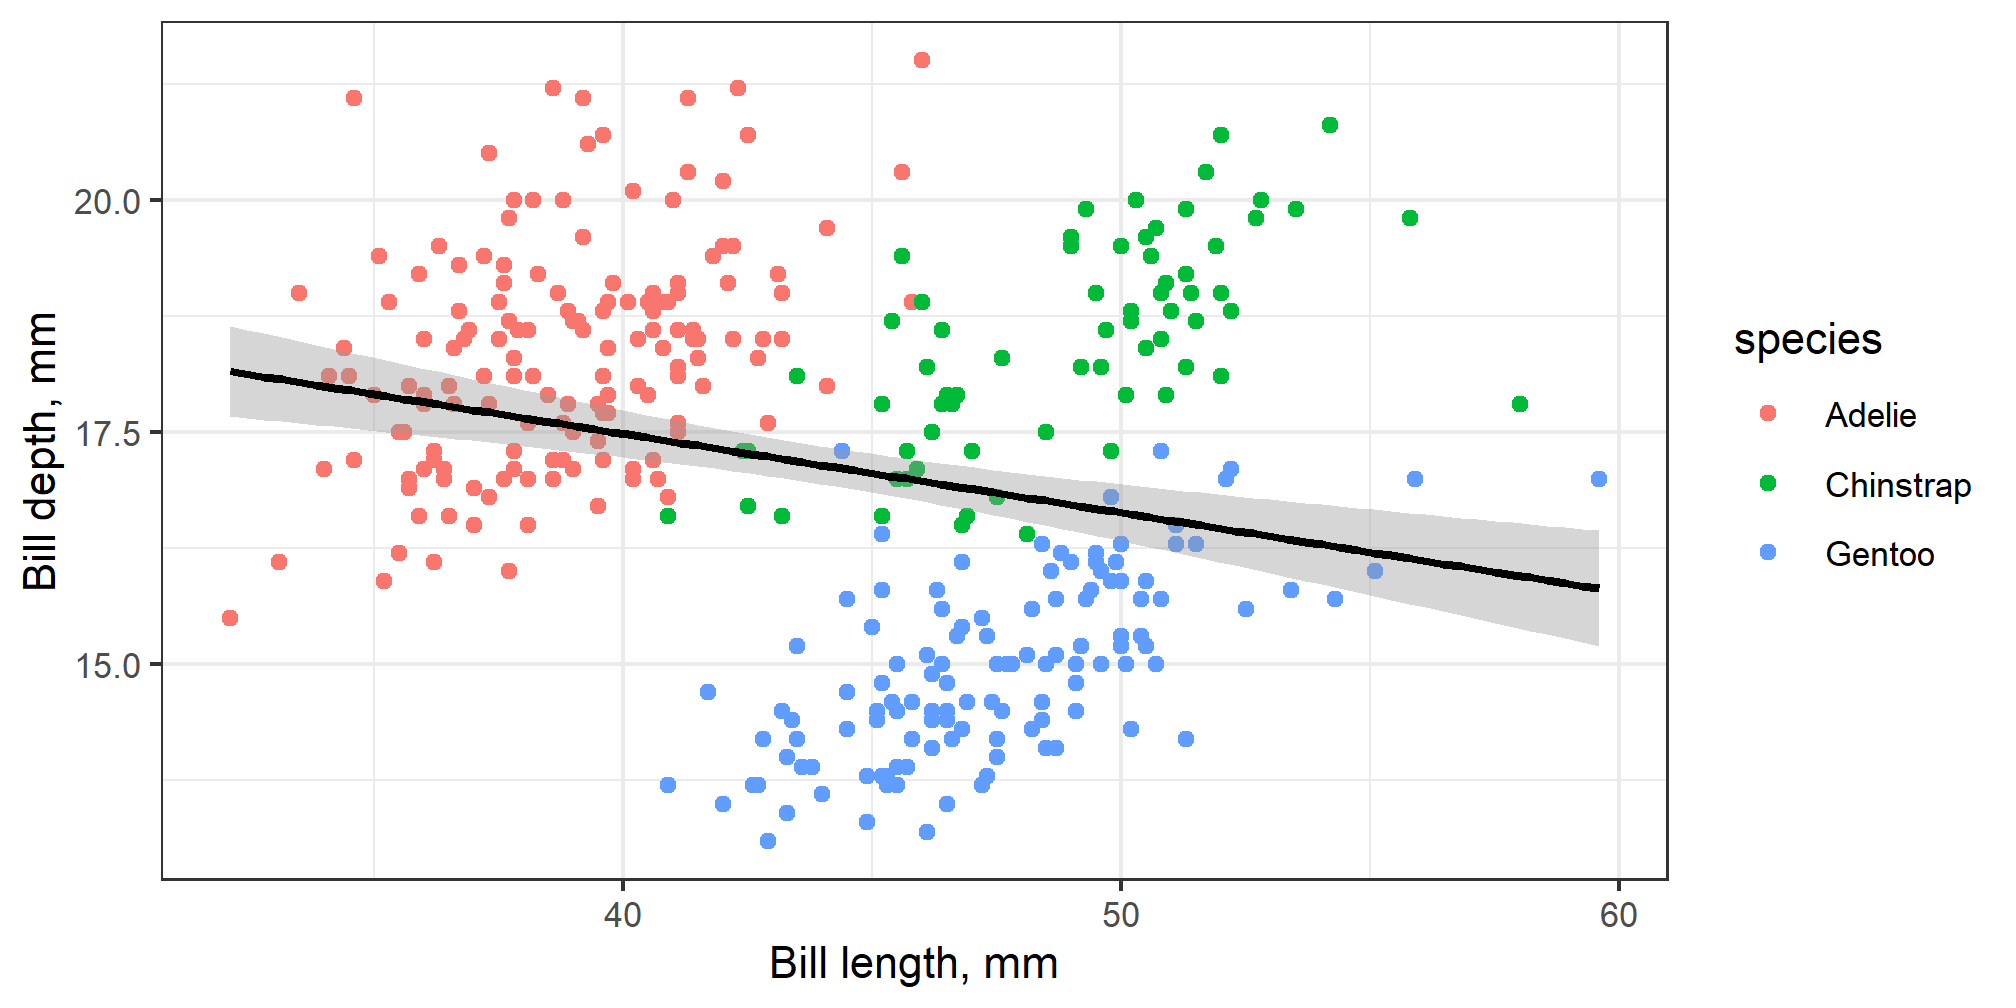 20.0
17.5
15.0
Bill depth, mm
40
50
60
Bill length, mm
species
Adelie
Chinstrap
Gentoo